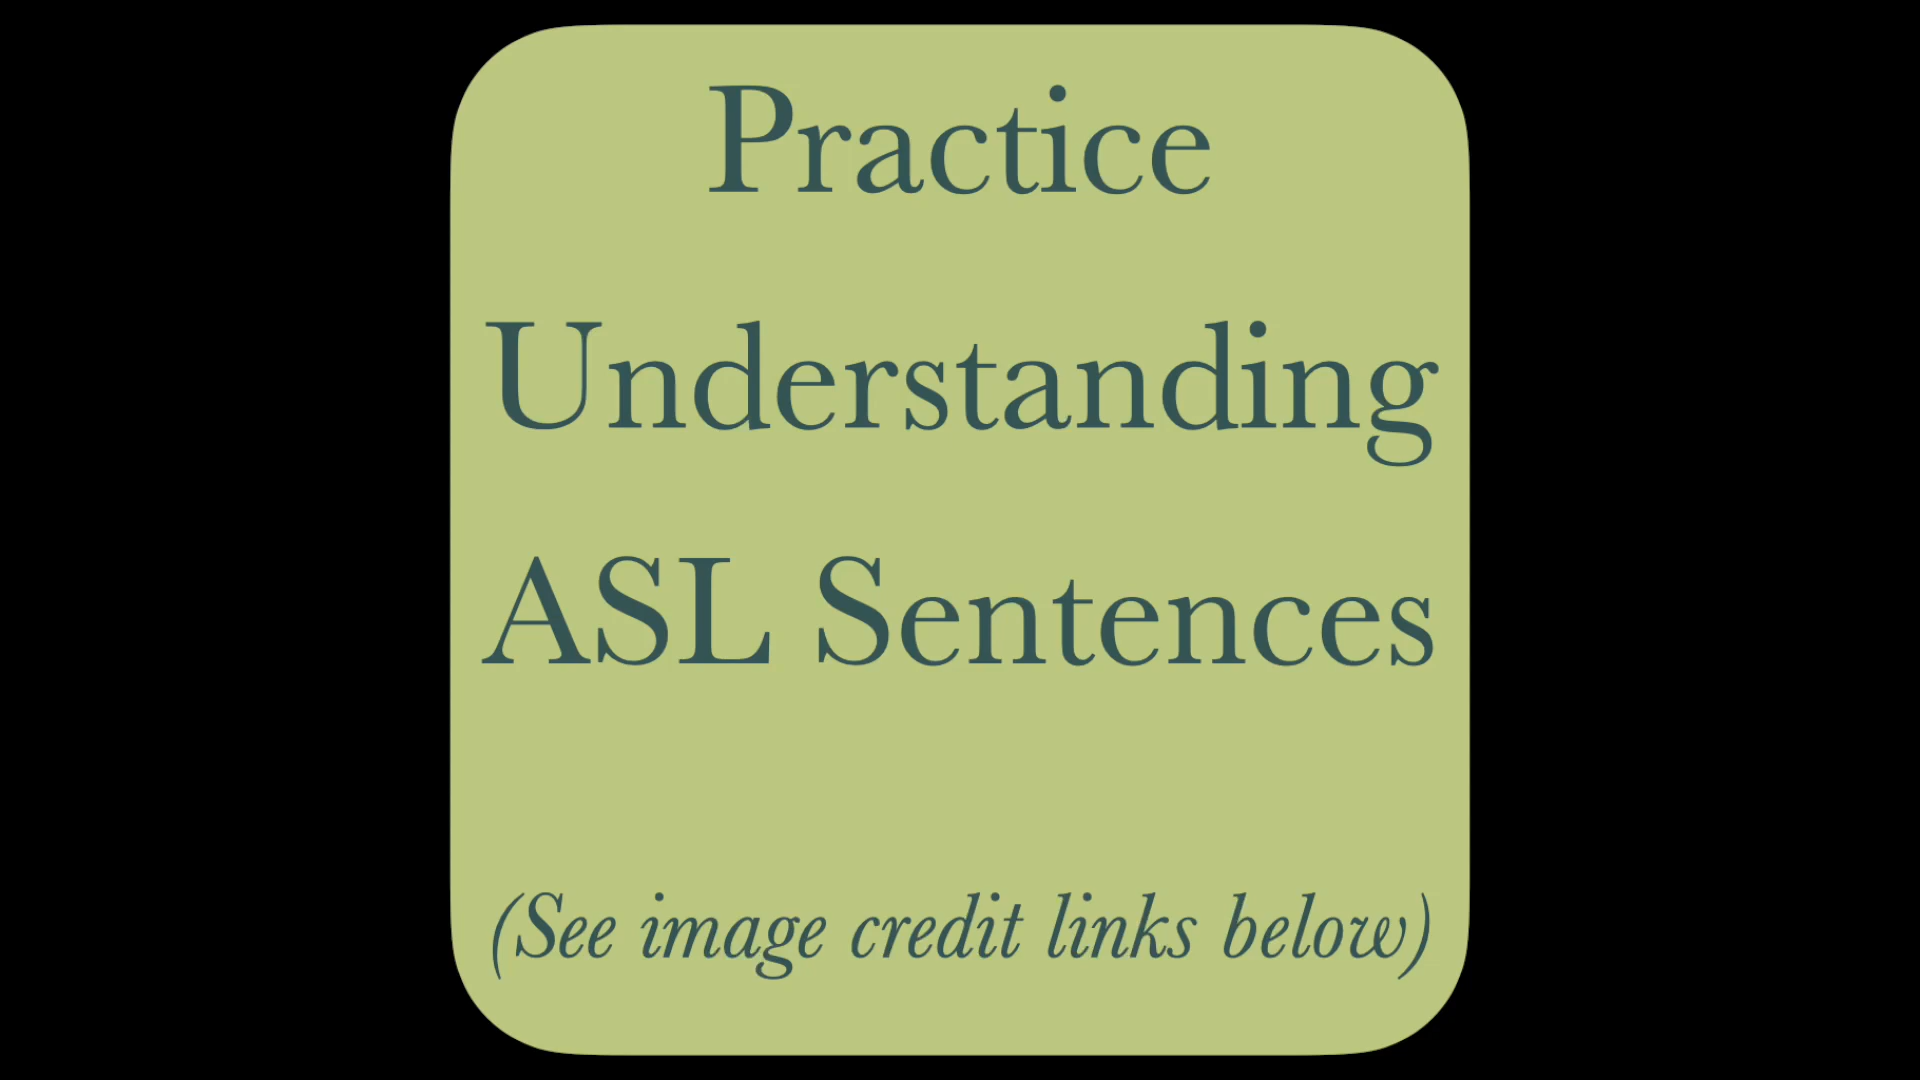 Practice
Understanding
ASL Sentences
(See image credit links below)